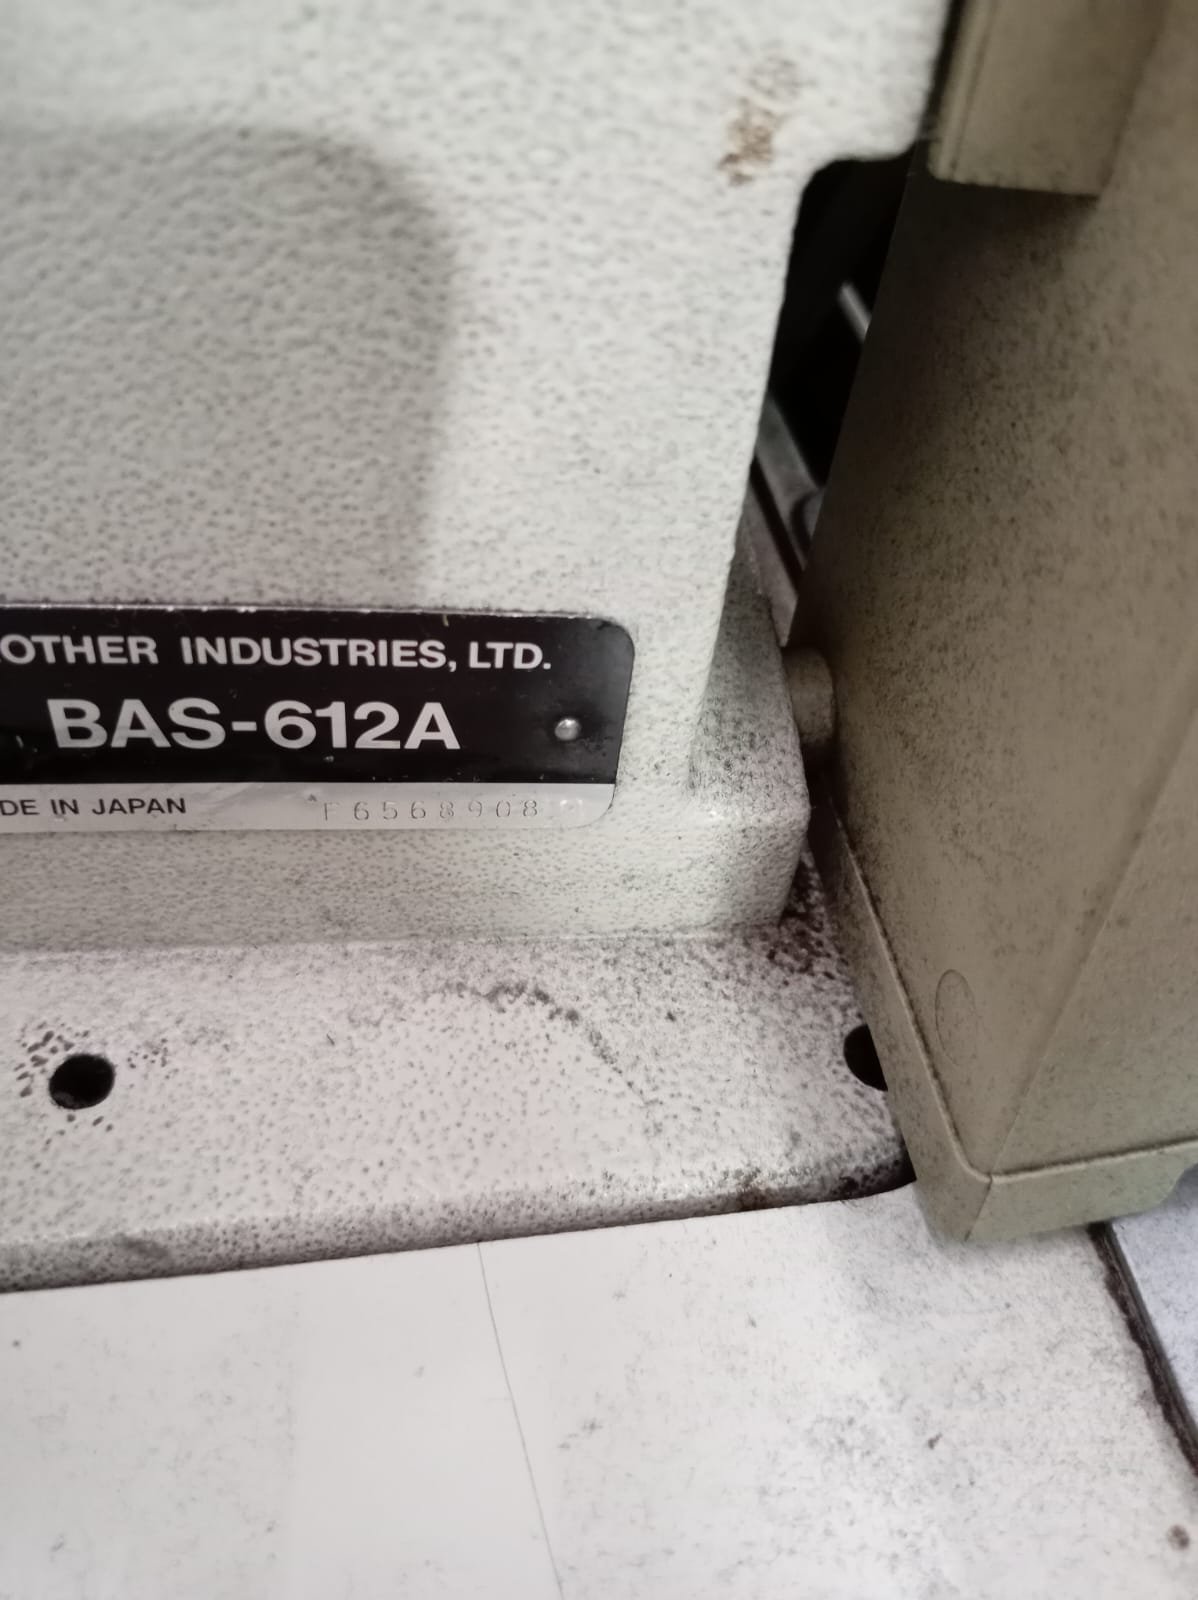 OTHER INDUSTRIES, LTD.
BAS-612A
DE IN JAPAN F6568908